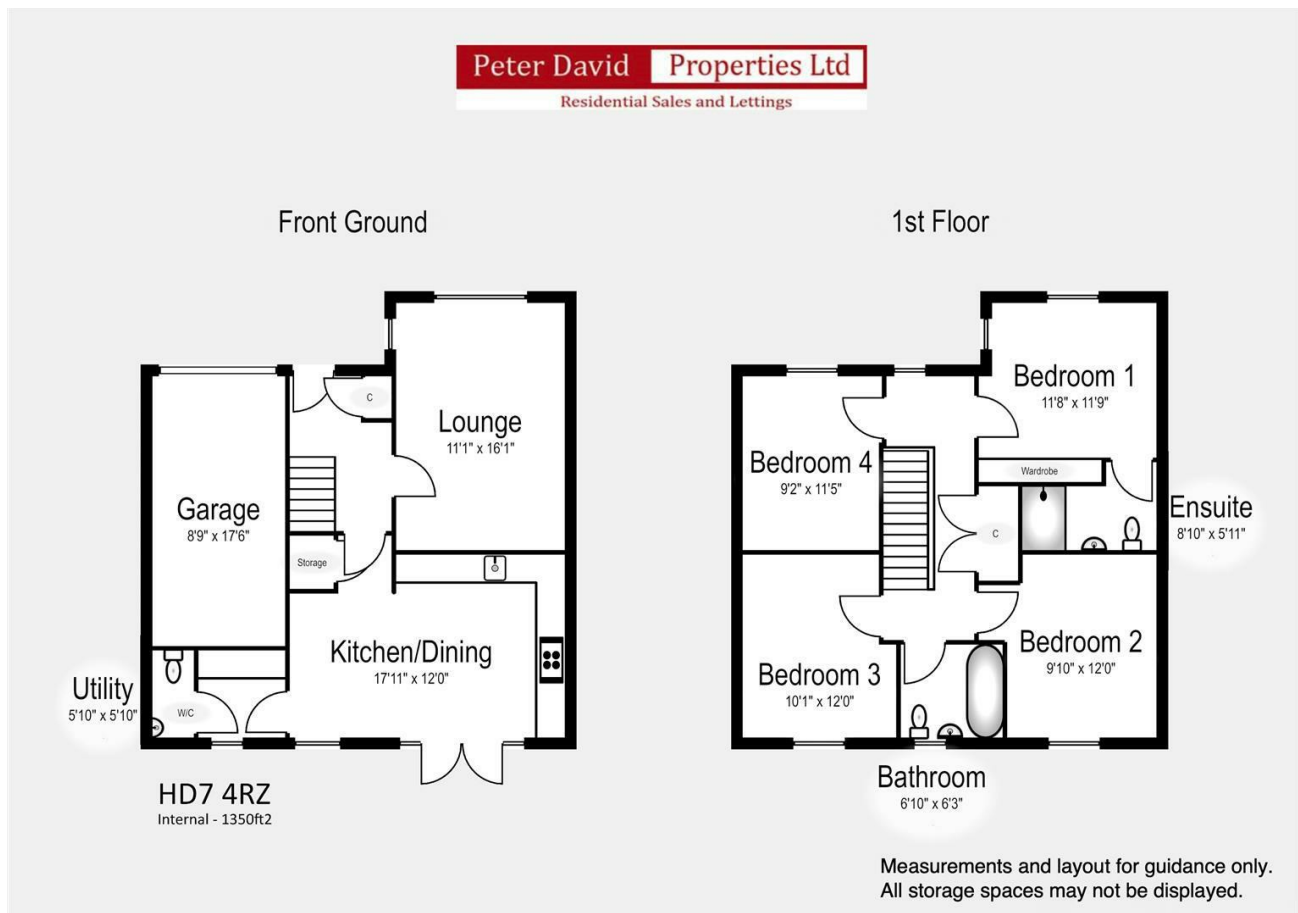 Peter David Properties Ltd
Residential Sales and Lettings
Front Ground
1st Floor
C
Lounge
11'1" x 16'1"
Garage
8'9" x 17'6"
Storage
Kitchen/Dining
17'11" x 12'0"
Utility
5'10" x 5'10"
W/C
HD7 4RZ
Internal - 1350ft2
Bedroom 1
11'8" x 11'9"
Bedroom 4
9'2" x 11'5"
Wardrobe
Ensuite
8'10" x 5'11"
C
Bedroom 2
9'10" x 12'0"
Bedroom 3
10'1" x 12'0"
Bathroom
6'10" x 6'3"
Measurements and layout for guidance only.
All storage spaces may not be displayed.